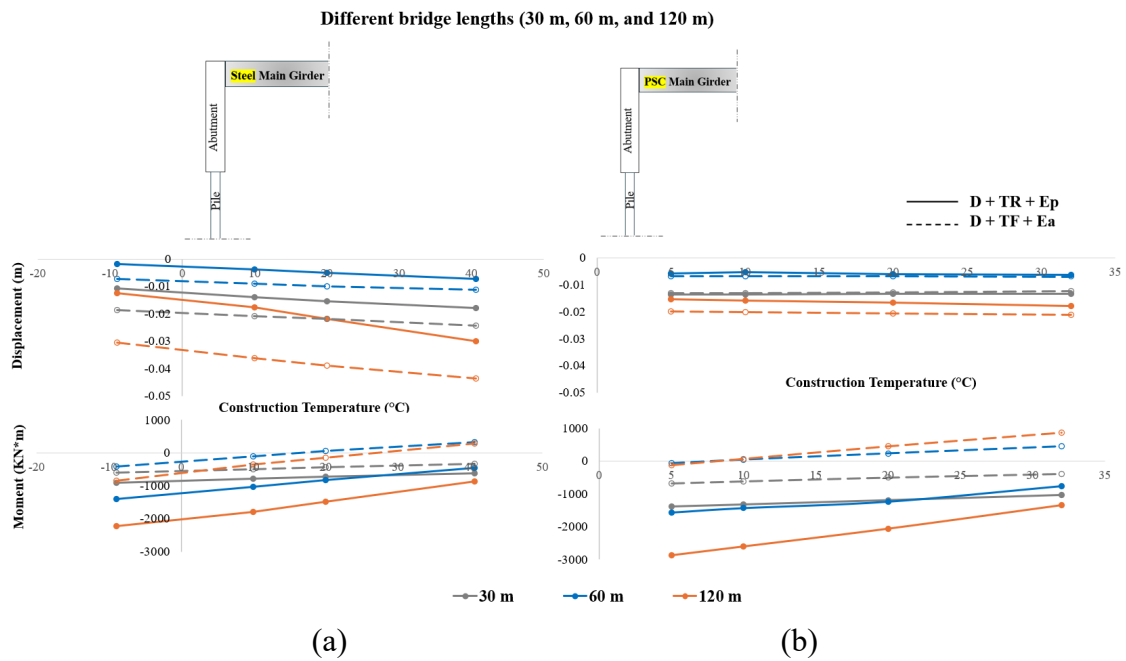 Different bridge lengths (30 m, 60 m, and 120 m)
Steel Main Girder
Abutment
Pile
PSC Main Girder
Abutment
Pile
D + TR + Ep
D + TF + Ea
Displacement (m)
0
-0.01
-0.02
-0.03
-0.04
-0.05
-20 -10 0 10 20 30 40 50
Construction Temperature (°C)
0
-0.01
-0.02
-0.03
-0.04
-0.05
0 5 10 15 20 25 30 35
Construction Temperature (°C)
Moment (KN*m)
1000
0
-1000
-2000
-3000
-20 -10 0 10 20 30 40 50
1000
0
-1000
-2000
-3000
0 5 10 15 20 25 30 35
30 m 60 m 120 m
(a) (b)